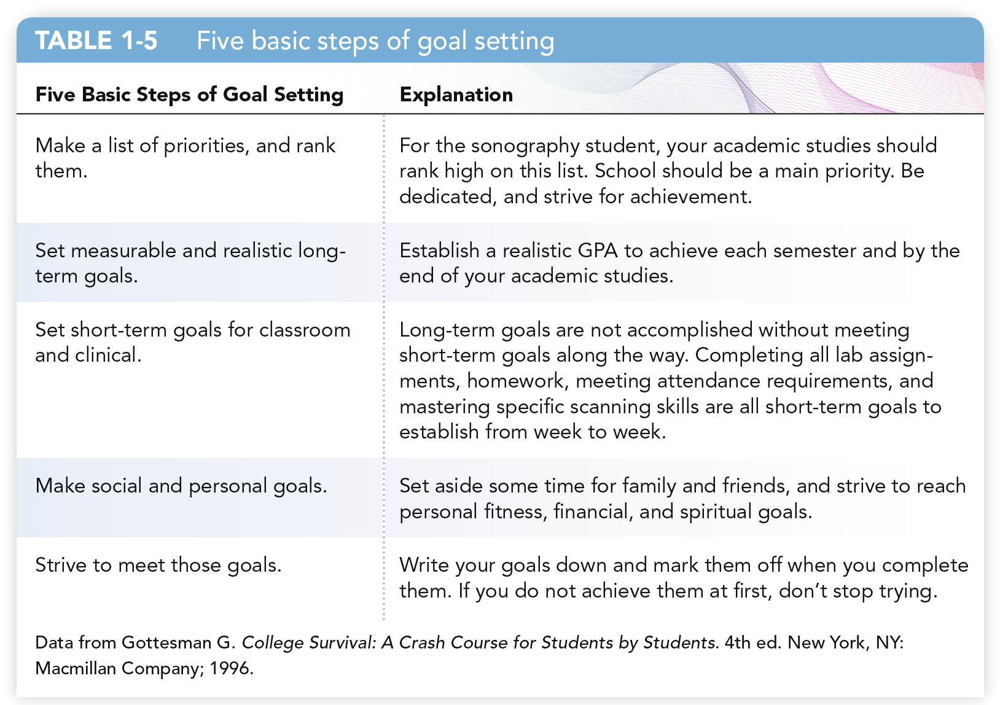 TABLE 1-5 Five basic steps of goal setting
Five Basic Steps of Goal Setting
Explanation
Make a list of priorities, and rank
them.
For the sonography student, your academic studies should
rank high on this list. School should be a main priority. Be
dedicated, and strive for achievement.
Set measurable and realistic long-
term goals.
Establish a realistic GPA to achieve each semester and by the
end of your academic studies.
Set short-term goals for classroom
and clinical.
Long-term goals are not accomplished without meeting
short-term goals along the way. Completing all lab assign-
ments, homework, meeting attendance requirements, and
mastering specific scanning skills are all short-term goals to
establish from week to week.
Make social and personal goals.
Set aside some time for family and friends, and strive to reach
personal fitness, financial, and spiritual goals.
Strive to meet those goals.
Write your goals down and mark them off when you complete
them. If you do not achieve them at first, don’t stop trying.
Data from Gottesman G. College Survival: A Crash Course for Students by Students. 4th ed. New York, NY:
Macmillan Company; 1996.